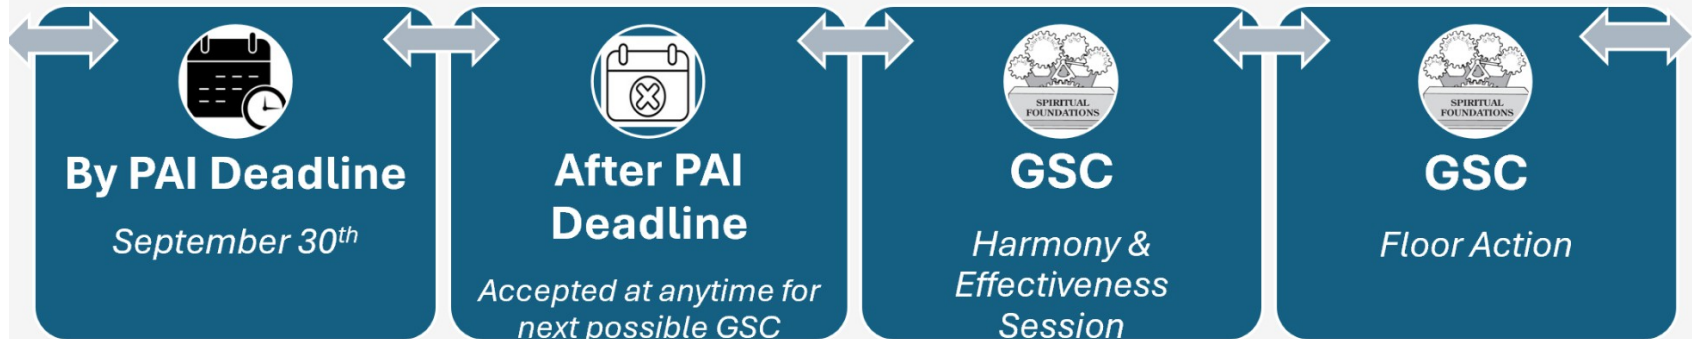 By PAI Deadline
September 30th
After PAI
Deadline
Accepted at anytime for
next possible GSC
SPIRITUAL
FOUNDATIONS
GSC
Harmony &
Effectiveness
Session
SPIRITUAL
FOUNDATIONS
GSC
Floor Action